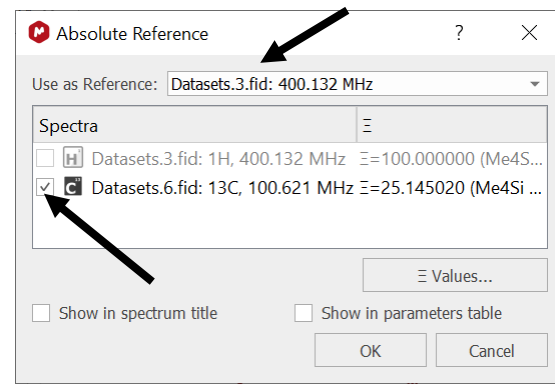 Absolute Reference
Use as Reference: Datasets.3.fid: 400.132 MHz
Spectra Ξ
H Datasets.3.fid: 1H, 400.132 MHz Ξ=100.000000 (Me4S...
C Datasets.6.fid: 13C, 100.621 MHz Ξ=25.145020 (Me4Si ...
Ξ Values...
Show in spectrum title Show in parameters table
OK Cancel